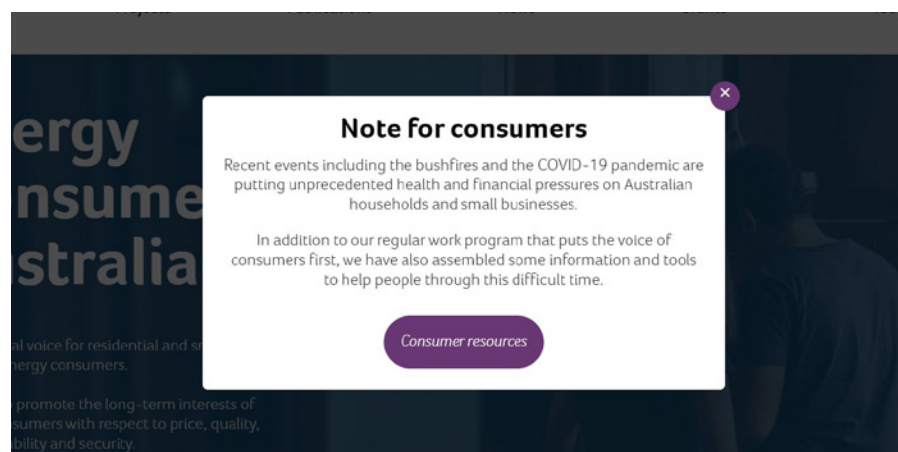 Note for consumers
Recent events including the bushfires and the COVID-19 pandemic are
putting unprecedented health and financial pressures on Australian
households and small businesses.
In addition to our regular work program that puts the voice of
consumers first, we have also assembled some information and tools
to help people through this difficult time.
Consumer resources
ergy
nsume
stralia
al voice for residential and s
energy consumers.
promote the long-term interests of
sumers with respect to price, quality,
bility and security.